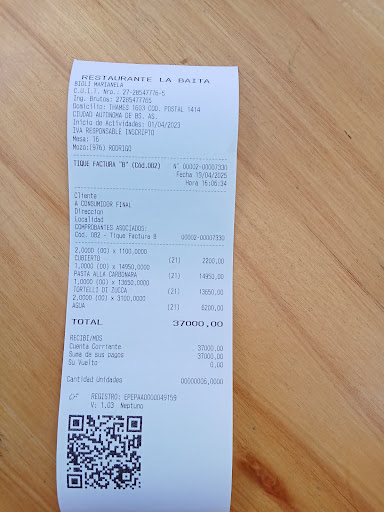 RESTAURANTE LA BAITA
BIOLI MARIANELA
C.U.I.T. Nro.: 27-28547776-5
Ing. Brutos: 27285477765
Domicilio: THAMES 1603 COD. POSTAL 1414
CIUDAD AUTONOMA DE BS. AS.
Inicio de Actividades: 01/04/2023
IVA RESPONSABLE INSCRIPTO
Mesa: 15
Mozo:(976) RODRIGO
TIQUE FACTURA "B" (Cod.082) N° 00002-00007330
Fecha 19/04/2025
Hora 16:06:34
Cliente
A CONSUMIDOR FINAL
Direccion
Localidad
COMPROBANTES ASOCIADOS:
Cod. 082 - Tique Factura B 00002-00007330
2,0000 (00) x 1100,0000
CUBIERTO (21) 2200,00
1,0000 (00) x 14950,0000
PASTA ALLA CARBONARA (21) 14950,00
1,0000 (00) x 13650,0000
TORTELLI DI ZUCCA (21) 13650,00
2,0000 (00) x 3100,0000
AGUA (21) 6200,00
TOTAL 37000,00
RECIBI/MOS
Cuenta Corriente 37000,00
Suma de sus pagos 37000,00
Su Vuelto 0,00
Cantidad Unidades 00000006,0000
CF REGISTRO: EPEPAA0000049159
V: 1.03 Neptuno